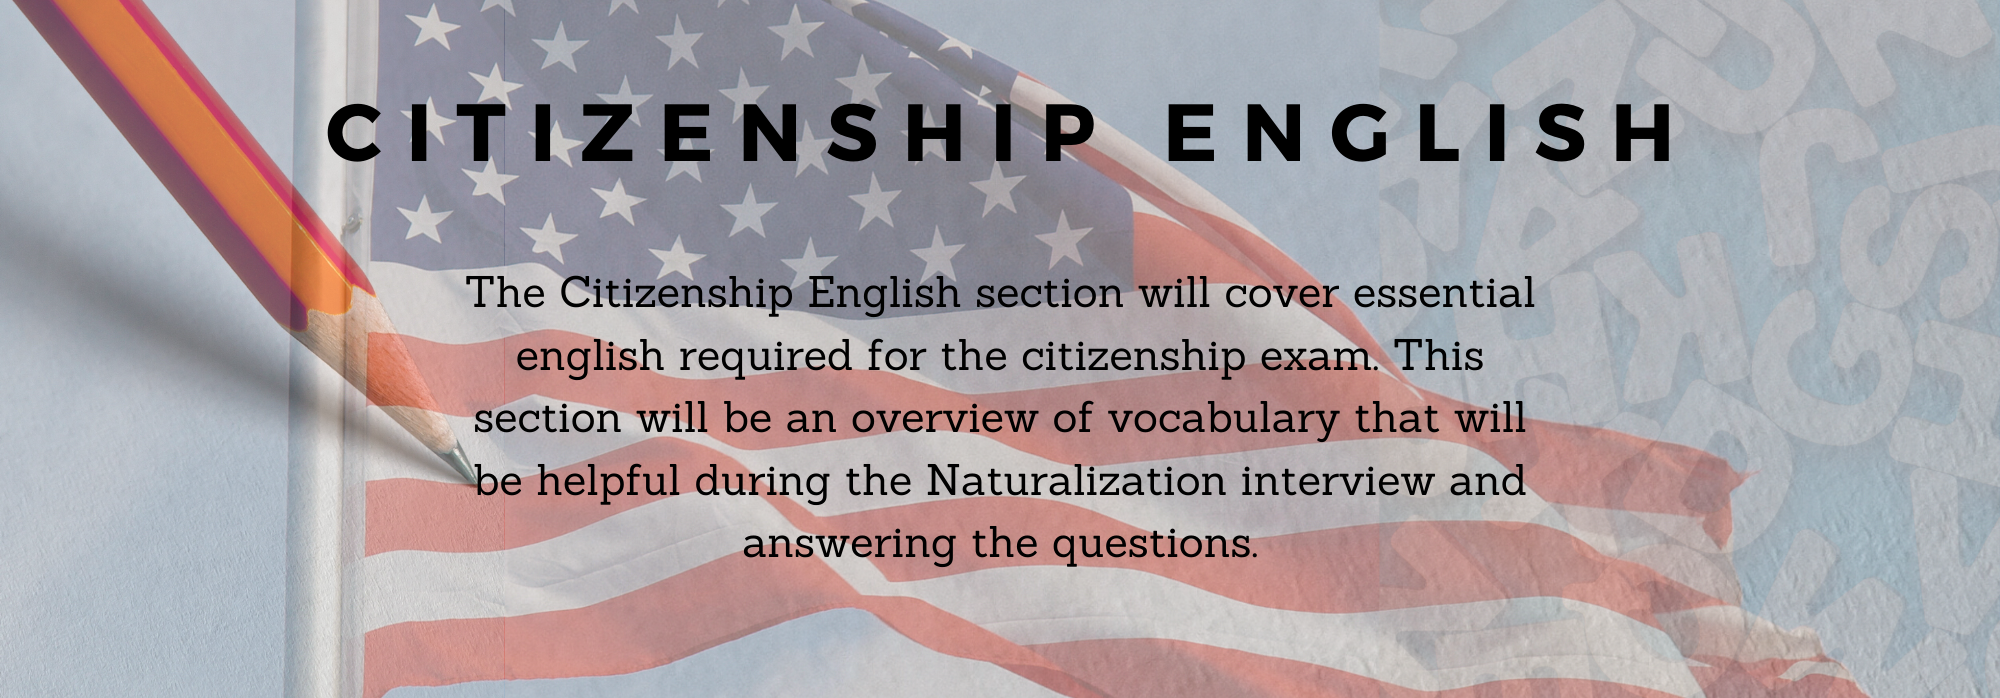 CITIZENSHIP ENGLISH
The Citizenship English section will cover essential
english required for the citizenship exam. This
section will be an overview of vocabulary that will
be helpful during the Naturalization interview and
answering the questions.